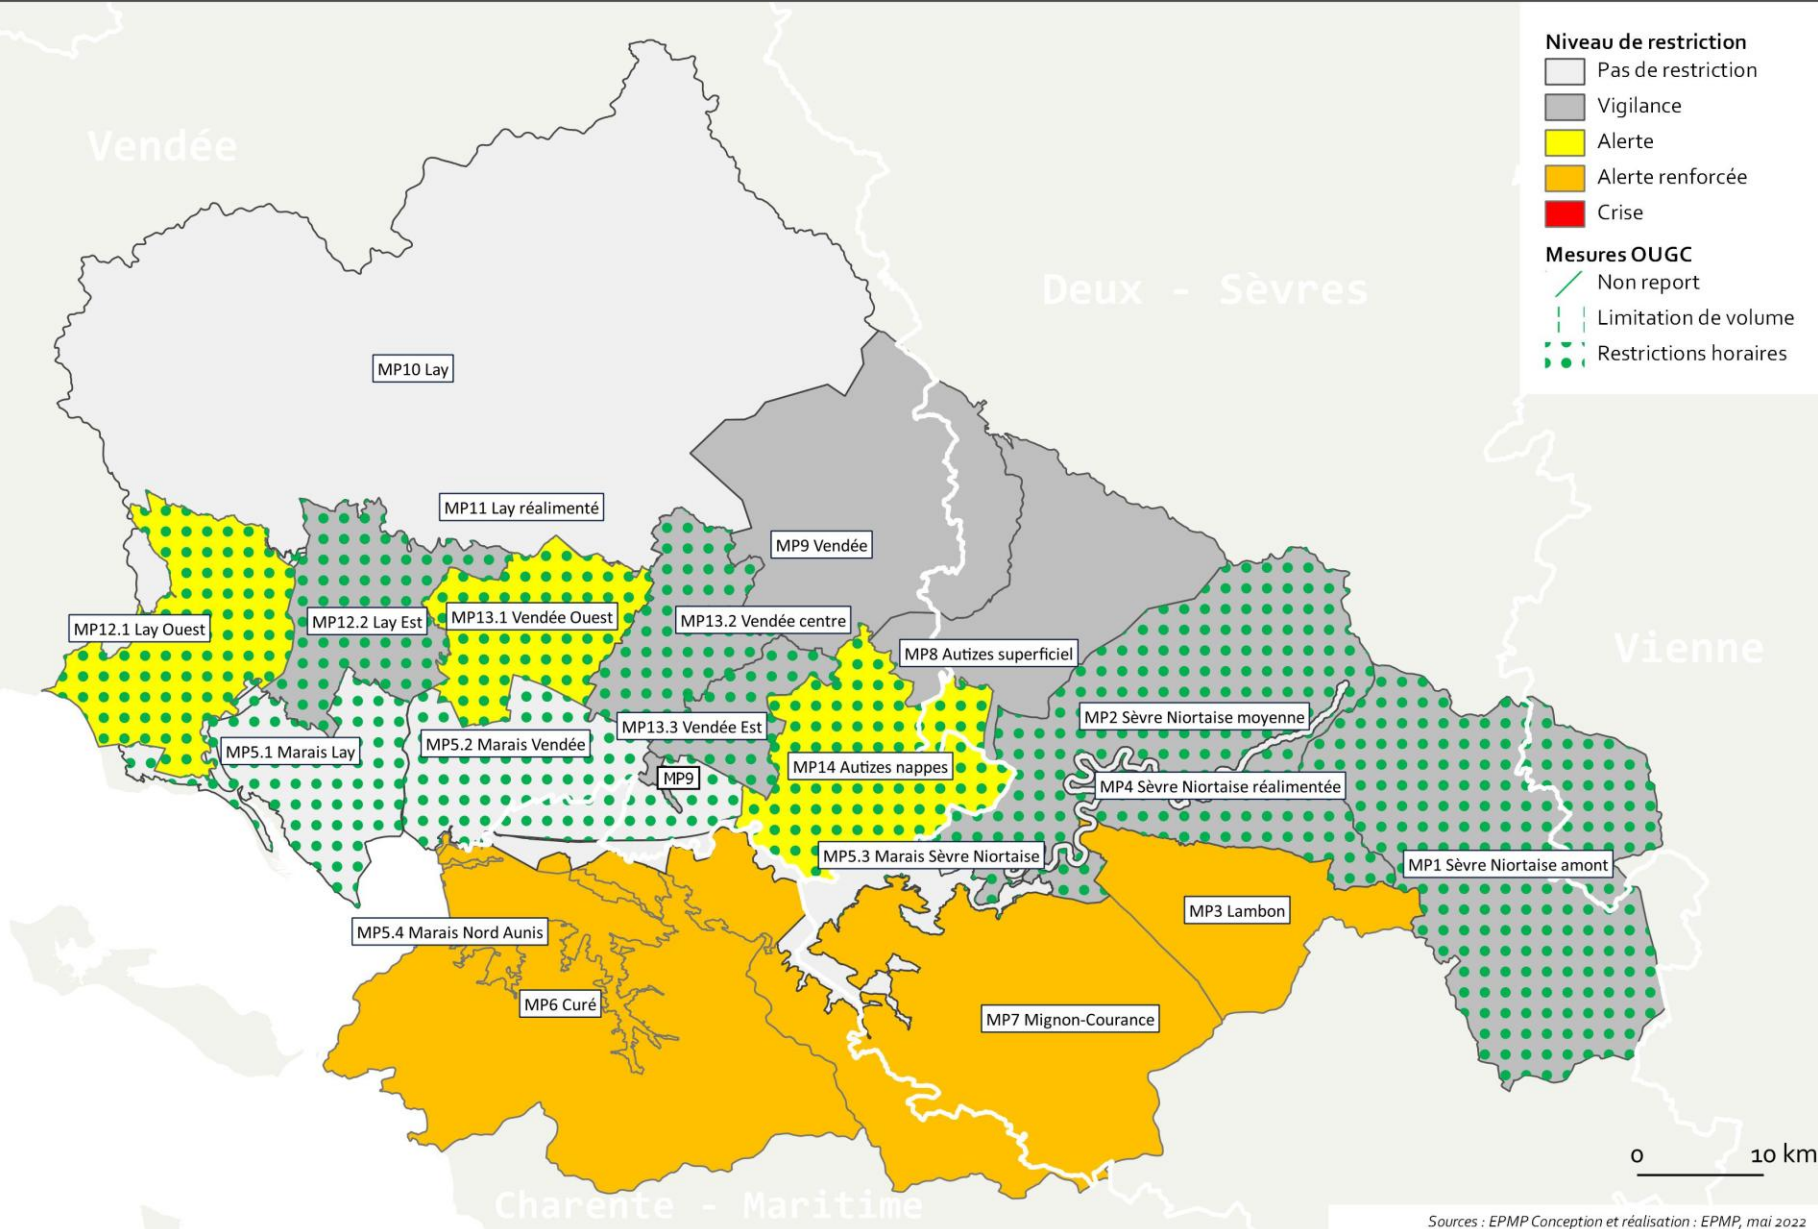 Niveau de restriction
Pas de restriction
Vigilance
Alerte
Alerte renforcée
Crise
Mesures OUGC
Non report
Limitation de volume
Restrictions horaires
Vendée
Deux - Sèvres
MP10 Lay
MP11 Lay réalimenté
MP9 Vendée
MP12.1 Lay Ouest
MP12.2 Lay Est
MP13.1 Vendée Ouest
MP13.2 Vendée centre
MP8 Autizes superficiel
Vienne
MP2 Sèvre Niortaise moyenne
MP13.3 Vendée Est
MP5.1 Marais Lay
MP5.2 Marais Vendée
MP9
MP14 Autizes nappes
MP4 Sèvre Niortaise réalimentée
MP5.3 Marais Sèvre Niortaise
MP1 Sèvre Niortaise amont
MP3 Lambon
MP5.4 Marais Nord Aunis
MP6 Curé
MP7 Mignon-Courance
0 10 km
Charente - Maritime
Sources : EPMP Conception et réalisation : EPMP, mai 2022